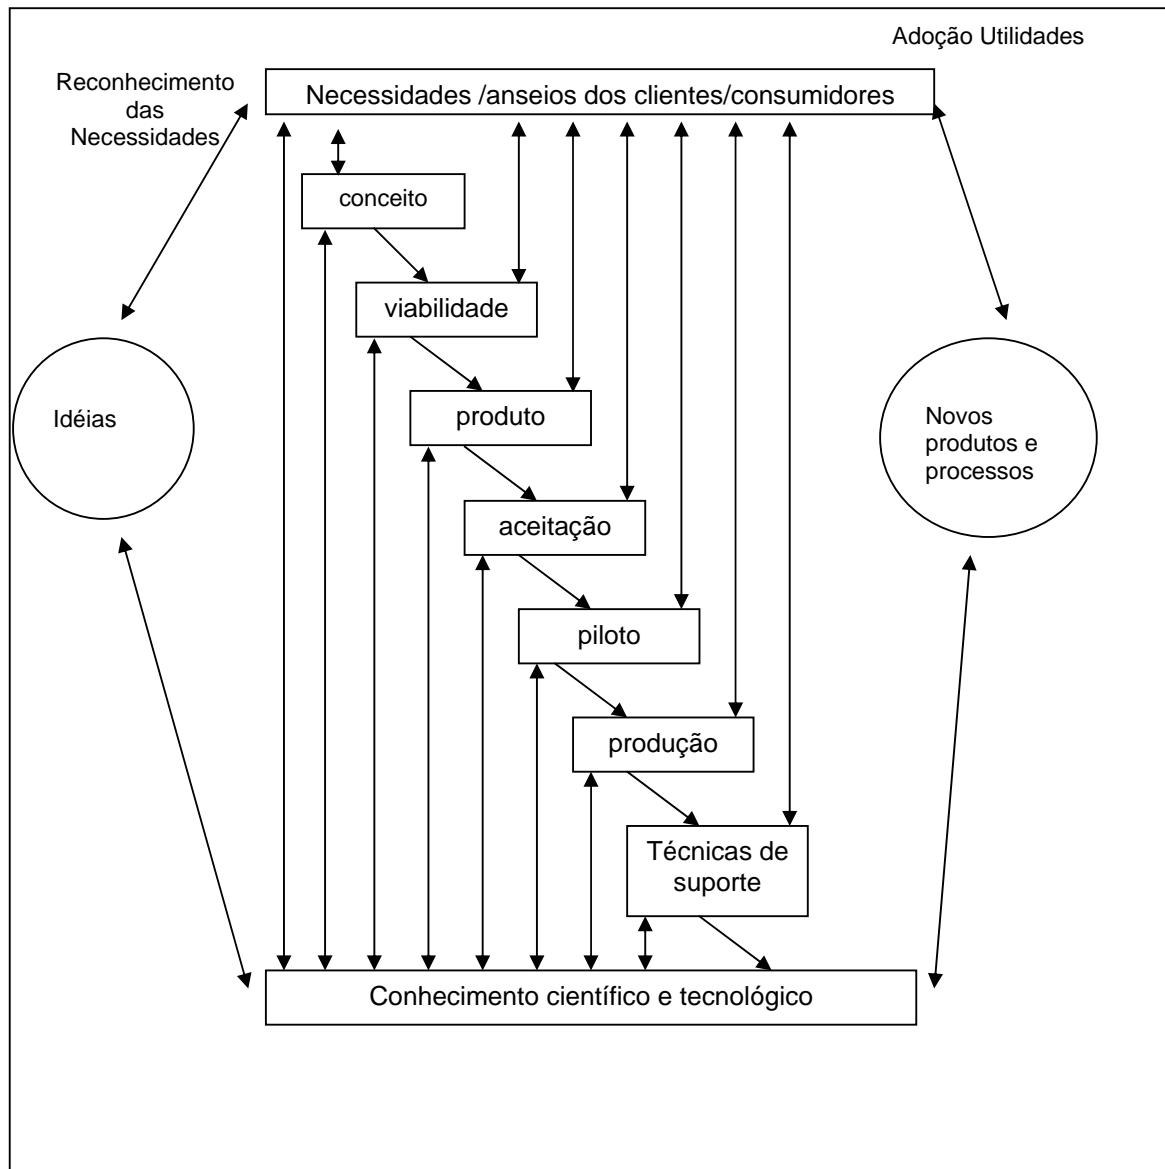 Adoção Utilidades
Reconhecimento
das
Necessidades
Necessidades /anseios dos clientes/consumidores
conceito
viabilidade
produto
Idéias
Novos
produtos e
processos
aceitação
piloto
produção
Técnicas de
suporte
Conhecimento científico e tecnológico